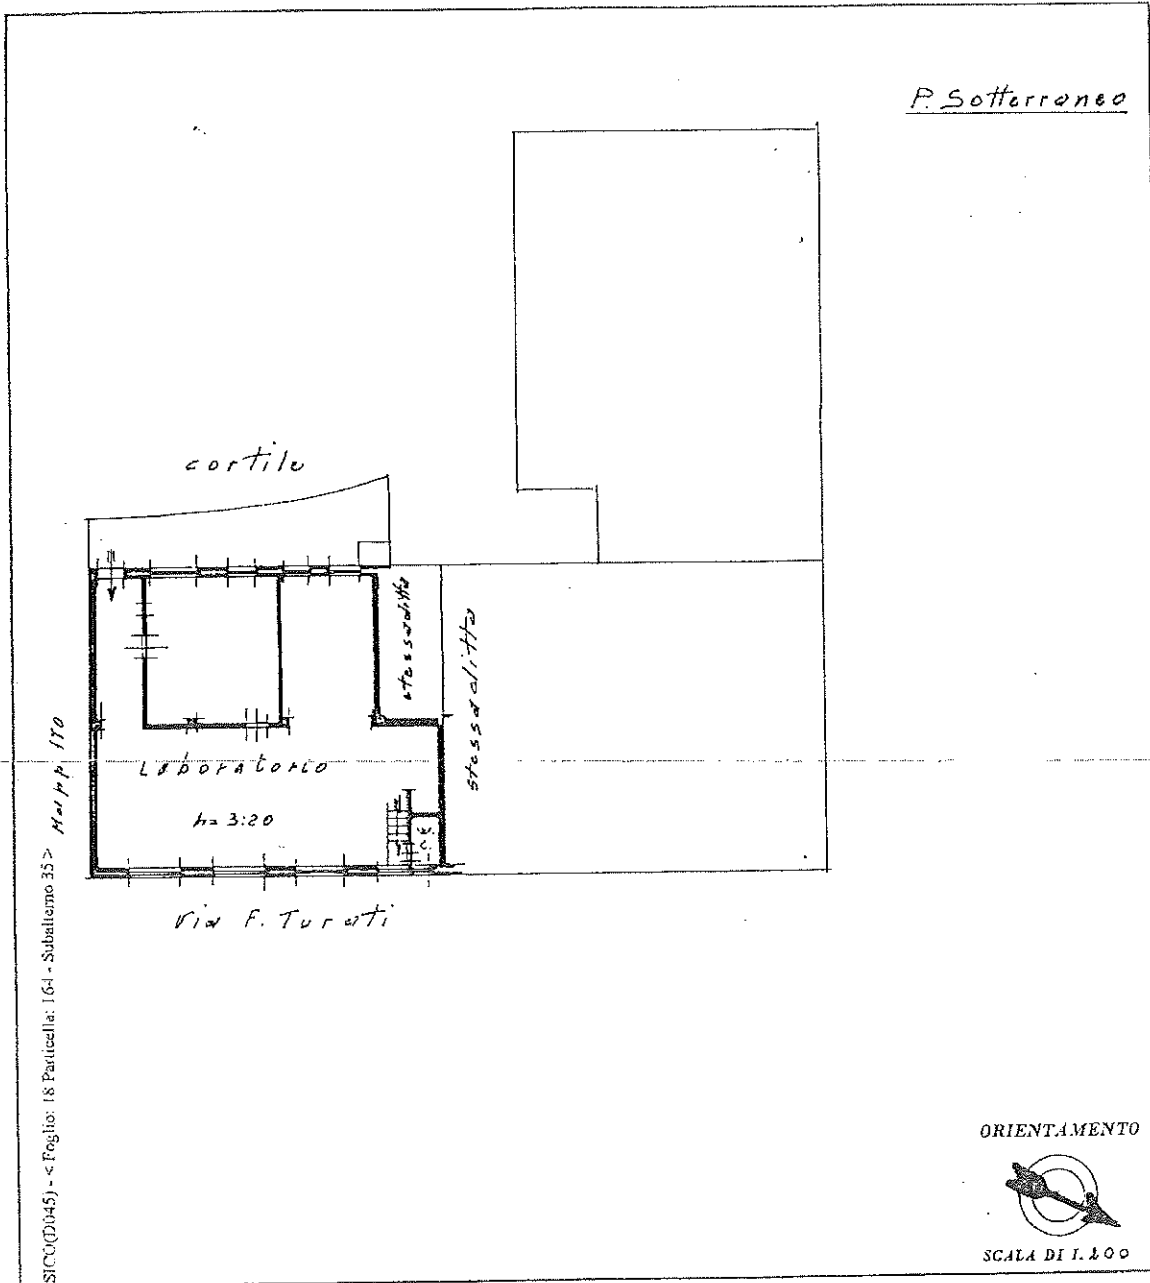 P. Sotterraneo
cortile
stessa ditta
stessa ditta
Mapp. 170
Laboratorio
h= 3:20
Via F. Turati
SICO(D045) - < Foglio: 18 Particella: 164 - Subalterno 35 >
ORIENTAMENTO
SCALA DI 1. 200